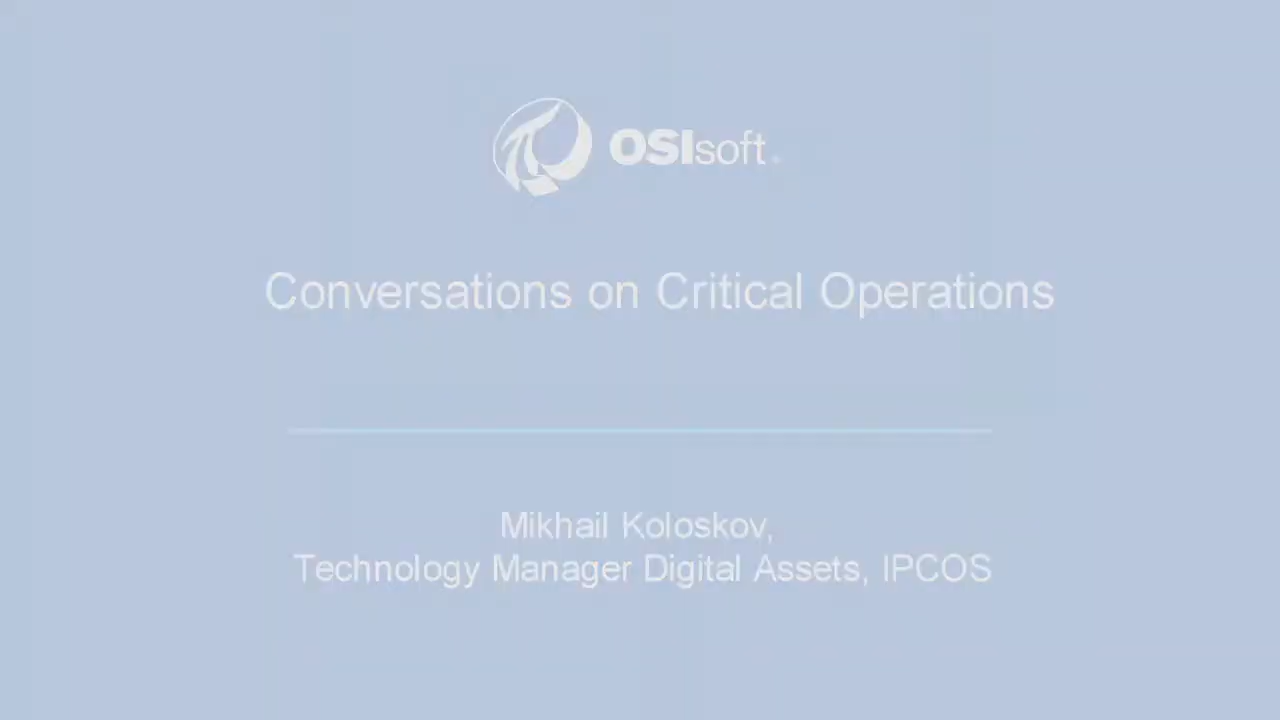 OSIsoft.
Conversations on Critical Operations
Mikhail Koloskov,
Technology Manager Digital Assets, IPCOS